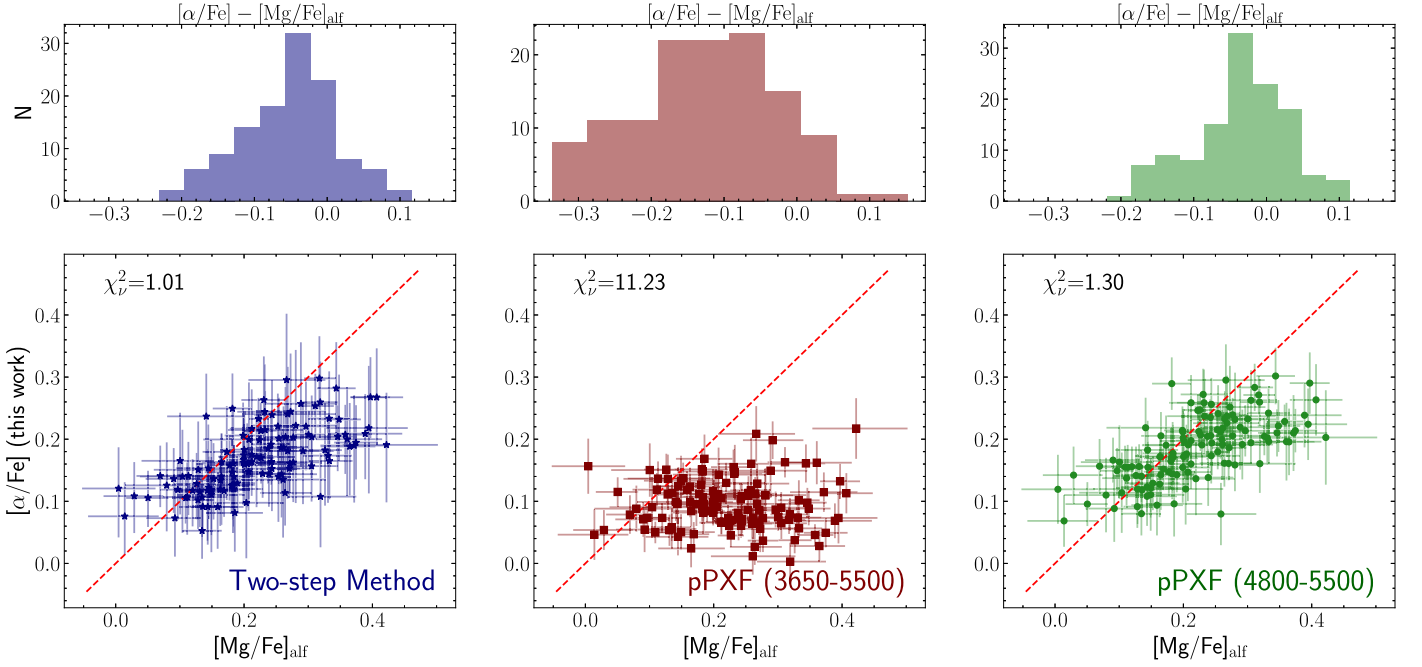 [α/Fe] − [Mg/Fe]alf
[α/Fe] − [Mg/Fe]alf
[α/Fe] − [Mg/Fe]alf
N
30
20
10
0
−0.3 −0.2 −0.1 0.0 0.1
20
10
0
−0.3 −0.2 −0.1 0.0 0.1
30
20
10
0
−0.3 −0.2 −0.1 0.0 0.1
[α/Fe] (this work)
χ²ν=1.01
0.4
0.3
0.2
0.1
0.0
Two-step Method
0.0 0.2 0.4
[Mg/Fe]alf
χ²ν=11.23
0.4
0.3
0.2
0.1
0.0
pPXF (3650-5500)
0.0 0.2 0.4
[Mg/Fe]alf
χ²ν=1.30
0.4
0.3
0.2
0.1
0.0
pPXF (4800-5500)
0.0 0.2 0.4
[Mg/Fe]alf